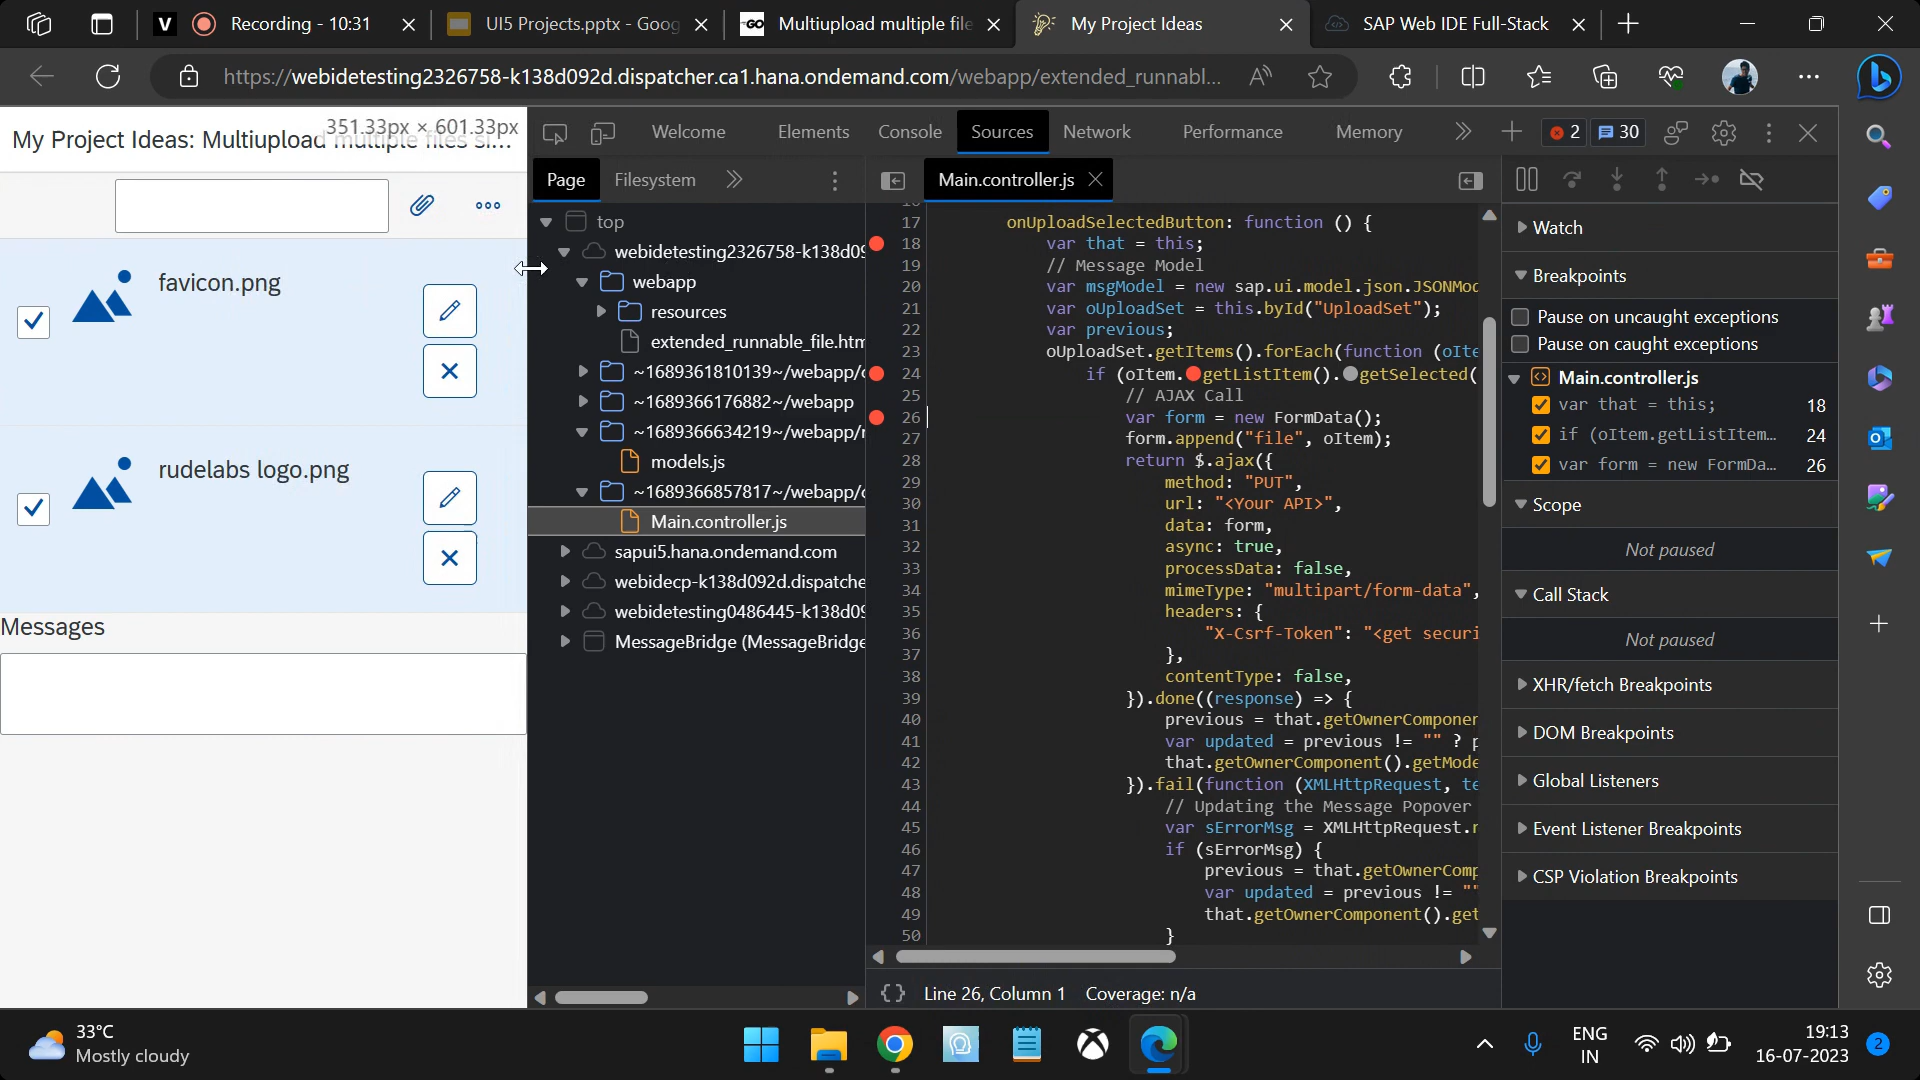 Recording - 10:31
UI5 Projects.pptx - Goog
GO
Multiupload multiple file
My Project Ideas
SAP Web IDE Full-Stack
https://webidetesting2326758-k138d092d.dispatcher.ca1.hana.ondemand.com/webapp/extended_runnabl...
My Project Ideas: Multiupload multiple files si...
351.33px × 601.33px
favicon.png
rudelabs logo.png
Messages
Welcome
Elements
Console
Sources
Network
Performance
Memory
2
30
Page
Filesystem
Main.controller.js
top
webidetesting2326758-k138d09
webapp
resources
extended_runnable_file.htm
~1689361810139~/webapp/c
~1689366176882~/webapp
~1689366634219~/webapp/r
models.js
~1689366857817~/webapp/c
Main.controller.js
sapui5.hana.ondemand.com
webidecp-k138d092d.dispatche
webidetesting0486445-k138d09
MessageBridge (MessageBridge
17 onUploadSelectedButton: function () {
18 var that = this;
19 // Message Model
20 var msgModel = new sap.ui.model.json.JSONMod
21 var oUploadSet = this.byId("UploadSet");
22 var previous;
23 oUploadSet.getItems().forEach(function (oIte
24 if (oItem.getListItem().getSelected(
25 // AJAX Call
26 var form = new FormData();
27 form.append("file", oItem);
28 return $.ajax({
29 method: "PUT",
30 url: "<Your API>",
31 data: form,
32 async: true,
33 processData: false,
34 mimeType: "multipart/form-data",
35 headers: {
36 "X-Csrf-Token": "<get securi
37 },
38 contentType: false,
39 }).done((response) => {
40 previous = that.getOwnerComponen
41 var updated = previous != "" ? p
42 that.getOwnerComponent().getMode
43 }).fail(function (XMLHttpRequest, te
44 // Updating the Message Popover
45 var sErrorMsg = XMLHttpRequest.r
46 if (sErrorMsg) {
47 previous = that.getOwnerComp
48 var updated = previous != ""
49 that.getOwnerComponent().get
50 }
Line 26, Column 1
Coverage: n/a
Watch
Breakpoints
Pause on uncaught exceptions
Pause on caught exceptions
Main.controller.js
var that = this; 18
if (oItem.getListItem... 24
var form = new FormDa... 26
Scope
Not paused
Call Stack
Not paused
XHR/fetch Breakpoints
DOM Breakpoints
Global Listeners
Event Listener Breakpoints
CSP Violation Breakpoints
33°C
Mostly cloudy
ENG
IN
19:13
16-07-2023
2